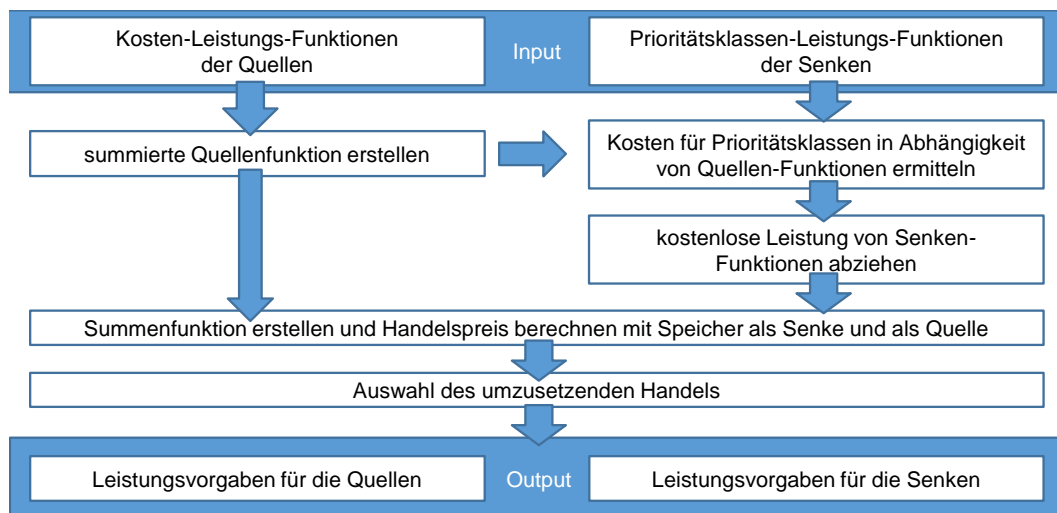 Kosten-Leistungs-Funktionen
der Quellen
Input
Prioritätsklassen-Leistungs-Funktionen
der Senken
summierte Quellenfunktion erstellen
Kosten für Prioritätsklassen in Abhängigkeit
von Quellen-Funktionen ermitteln
kostenlose Leistung von Senken-
Funktionen abziehen
Summenfunktion erstellen und Handelspreis berechnen mit Speicher als Senke und als Quelle
Auswahl des umzusetzenden Handels
Leistungsvorgaben für die Quellen
Output
Leistungsvorgaben für die Senken